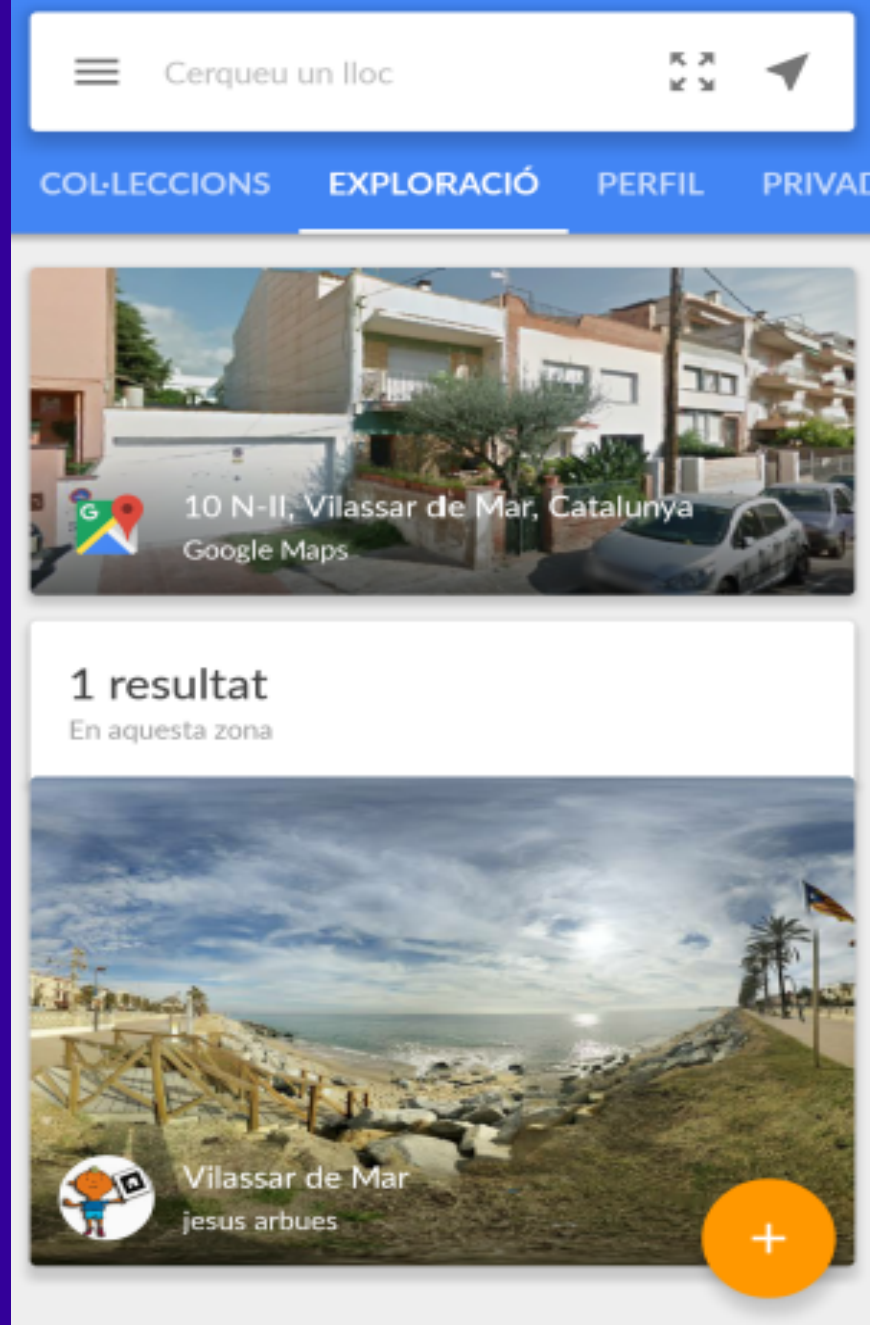 Cerqueu un lloc
COL·LECCIONS EXPLORACIÓ PERFIL PRIVAD
10 N-II, Vilassar de Mar, Catalunya
Google Maps
1 resultat
En aquesta zona
Vilassar de Mar
jesus arbues